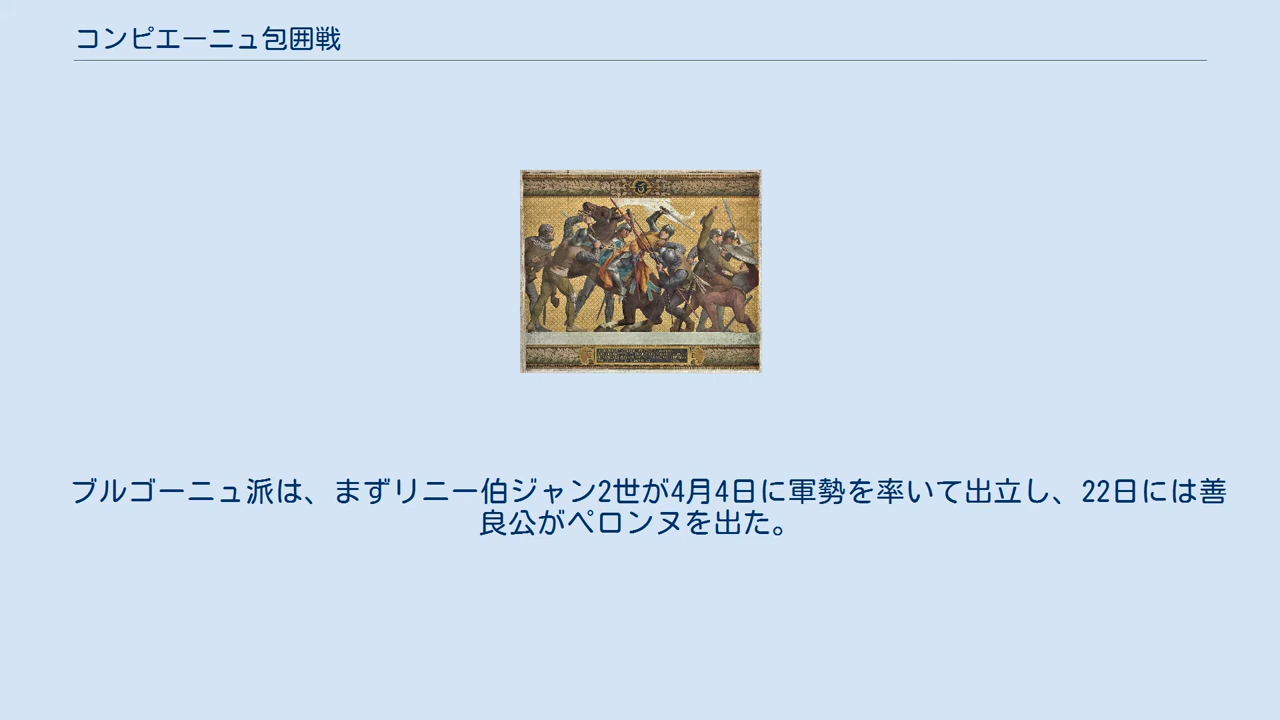 コンピエーニュ包囲戦
ブルゴーニュ派は、まずリニー伯ジャン2世が4月4日に軍勢を率いて出立し、22日には善
良公がペロンヌを出た。